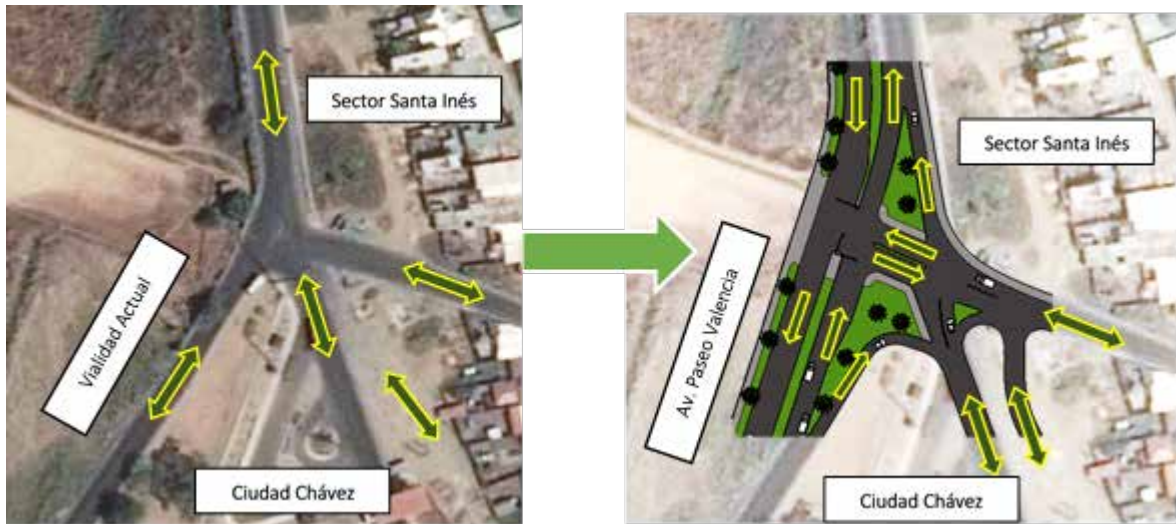 Sector Santa Inés
Vialidad Actual
Ciudad Chávez
Sector Santa Inés
Av. Paseo Valencia
Ciudad Chávez